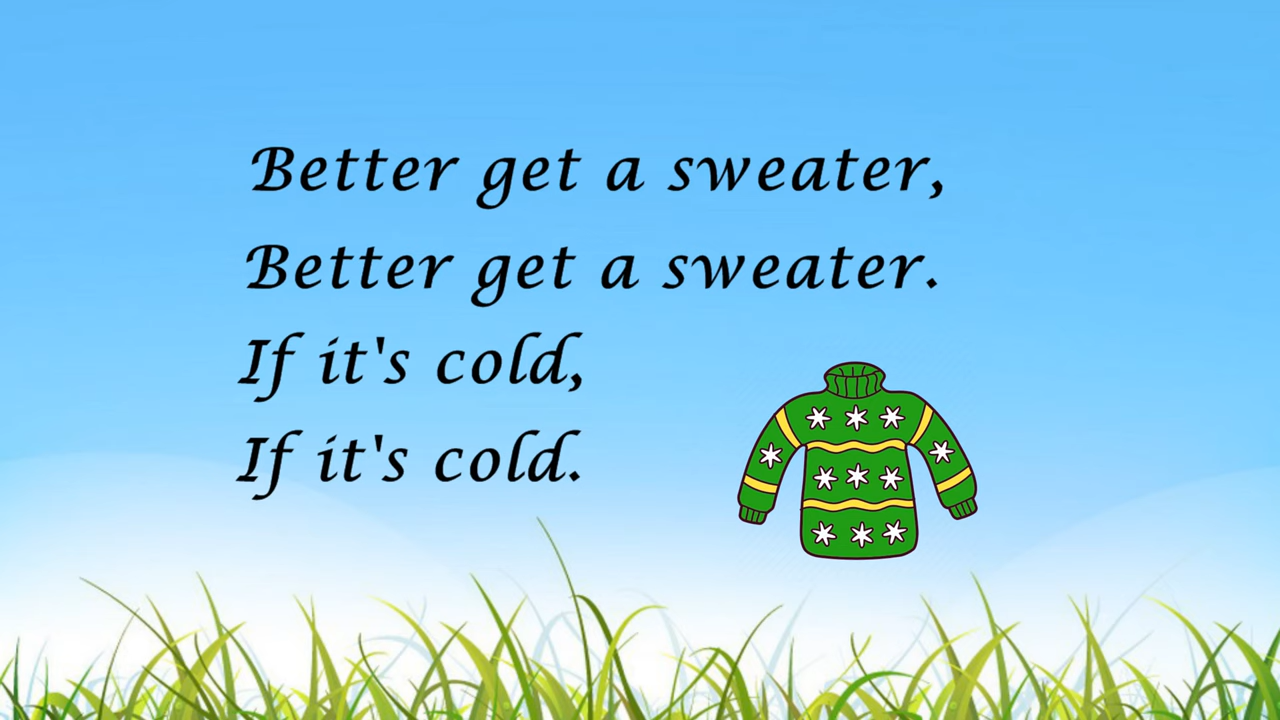 Better get a sweater,
Better get a sweater.
If it's cold,
If it's cold.